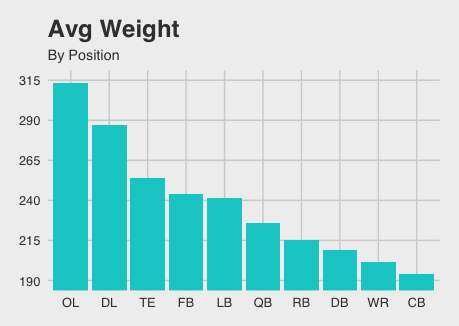 Avg Weight
By Position
315
290
265
240
215
190
OL DL TE FB LB QB RB DB WR CB